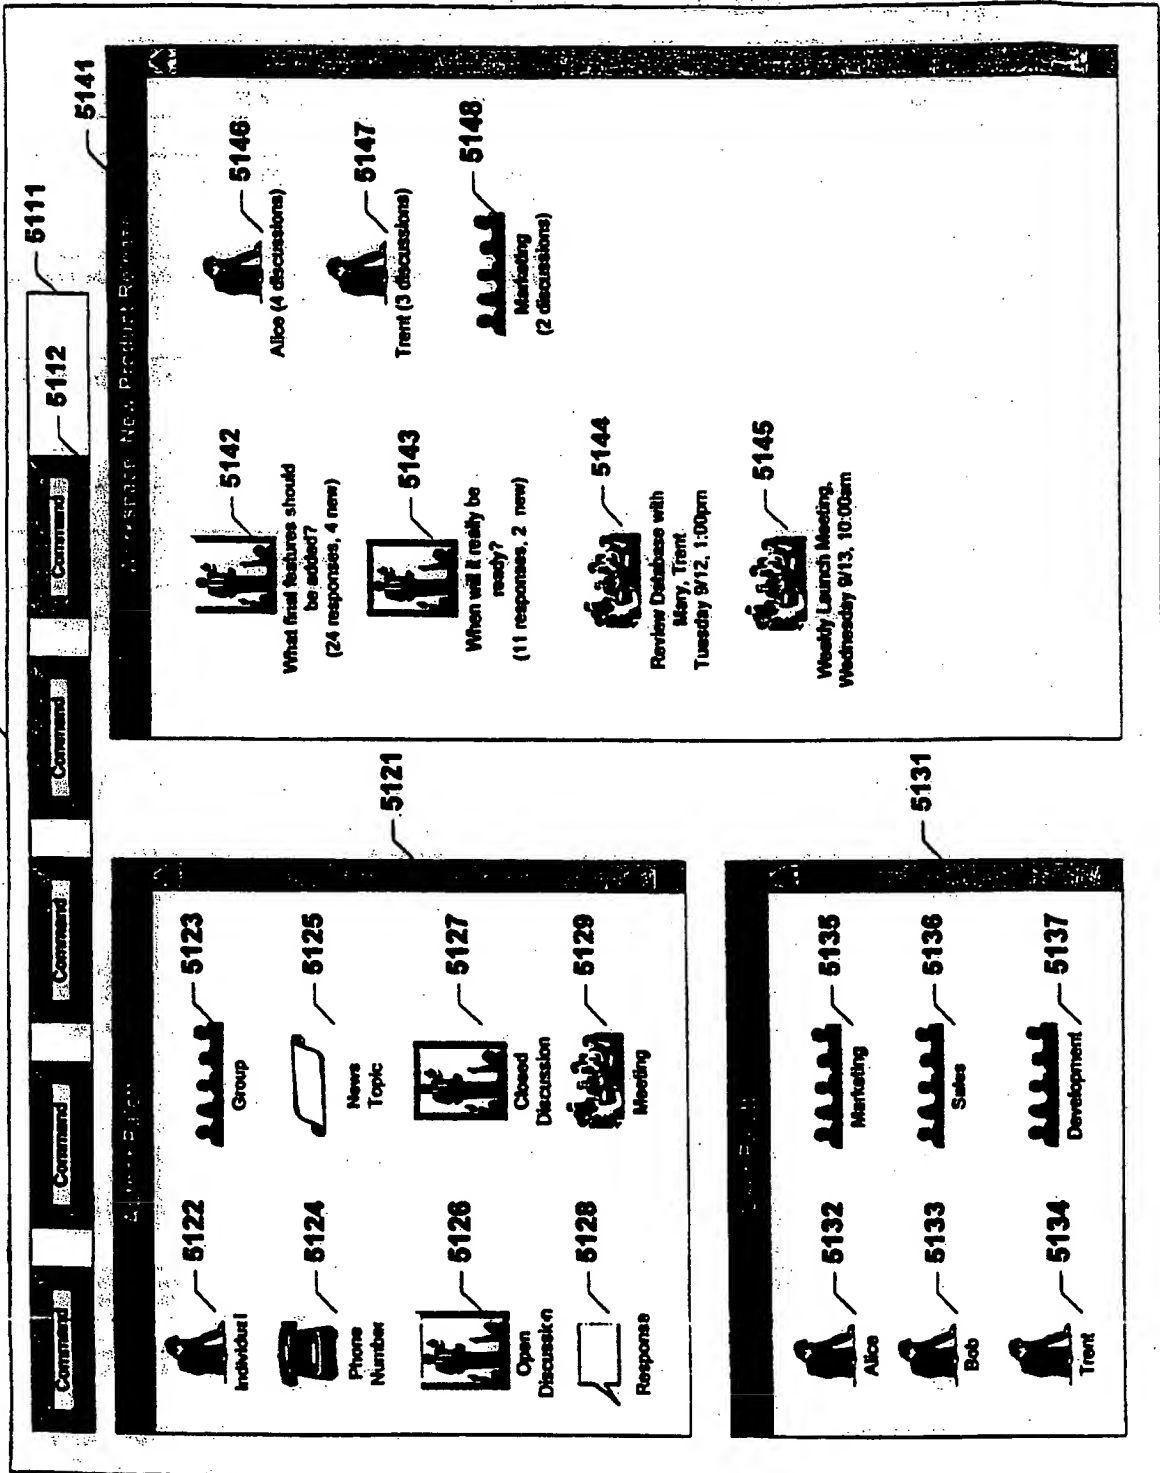 5111
Command
Command
Command
Command
Command
5112
5141
Workspace: New Product Release
5121
Individual
5122
Group
5123
Phone
Number
5124
News
Topic
5125
Open
Discussion
5126
Closed
Discussion
5127
Response
5128
Meeting
5129
5131
Alice
5132
Marketing
5135
Bob
5133
Sales
5136
Trent
5134
Development
5137
5142
What final features should
be added?
(24 responses, 4 new)
5146
Alice (4 discussions)
5143
When will it really be
ready?
(11 responses, 2 new)
5147
Trent (3 discussions)
5144
Review Database with
Mary, Trent
Tuesday 9/12, 1:00pm
5148
Marketing
(2 discussions)
5145
Weekly Launch Meeting,
Wednesday 9/13, 10:00am